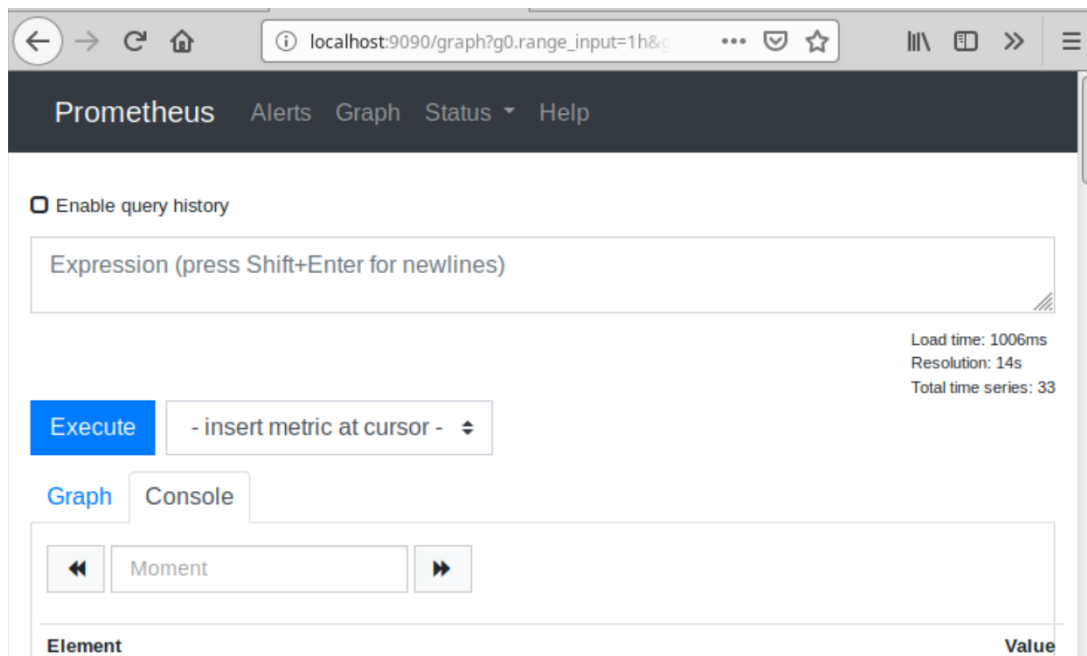 localhost:9090/graph?g0.range_input=1h&g
Prometheus Alerts Graph Status Help
Enable query history
Expression (press Shift+Enter for newlines)
Load time: 1006ms
Resolution: 14s
Total time series: 33
Execute - insert metric at cursor -
Graph Console
Moment
Element Value